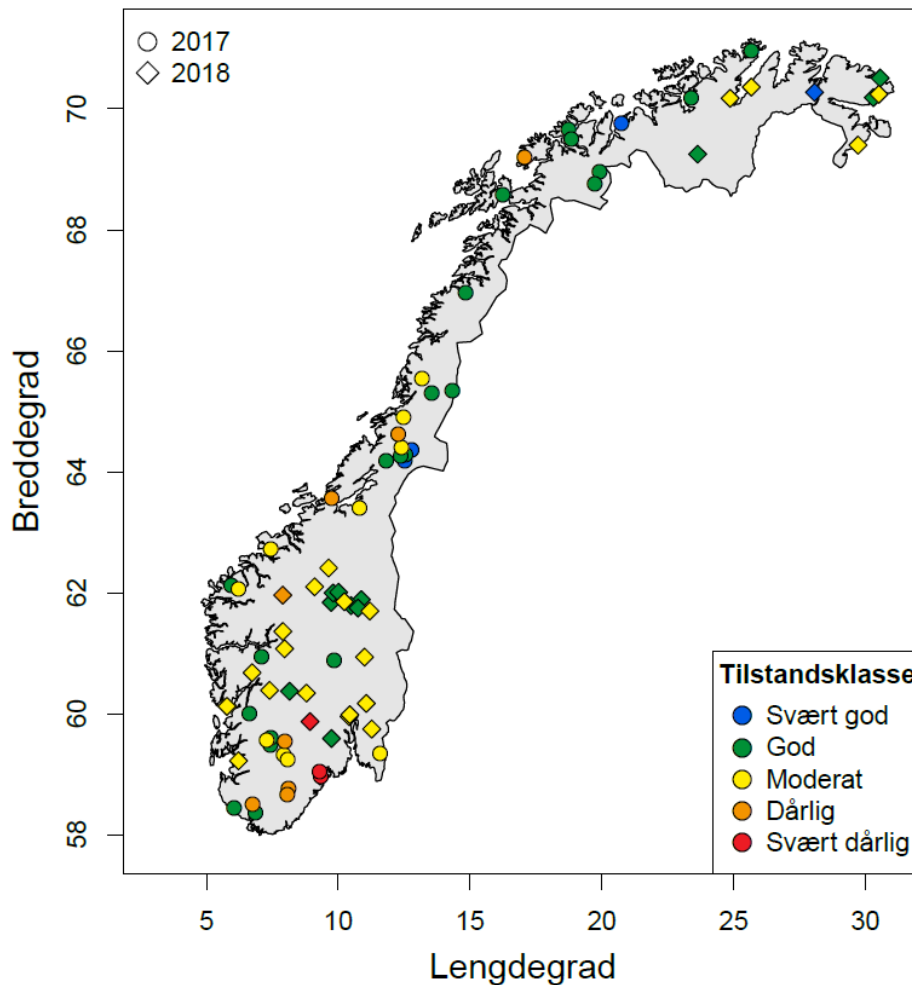 2017
2018
70
68
66
64
62
60
58
Breddegrad
5 10 15 20 25 30
Lengdegrad
Tilstandsklasse
Svært god
God
Moderat
Dårlig
Svært dårlig